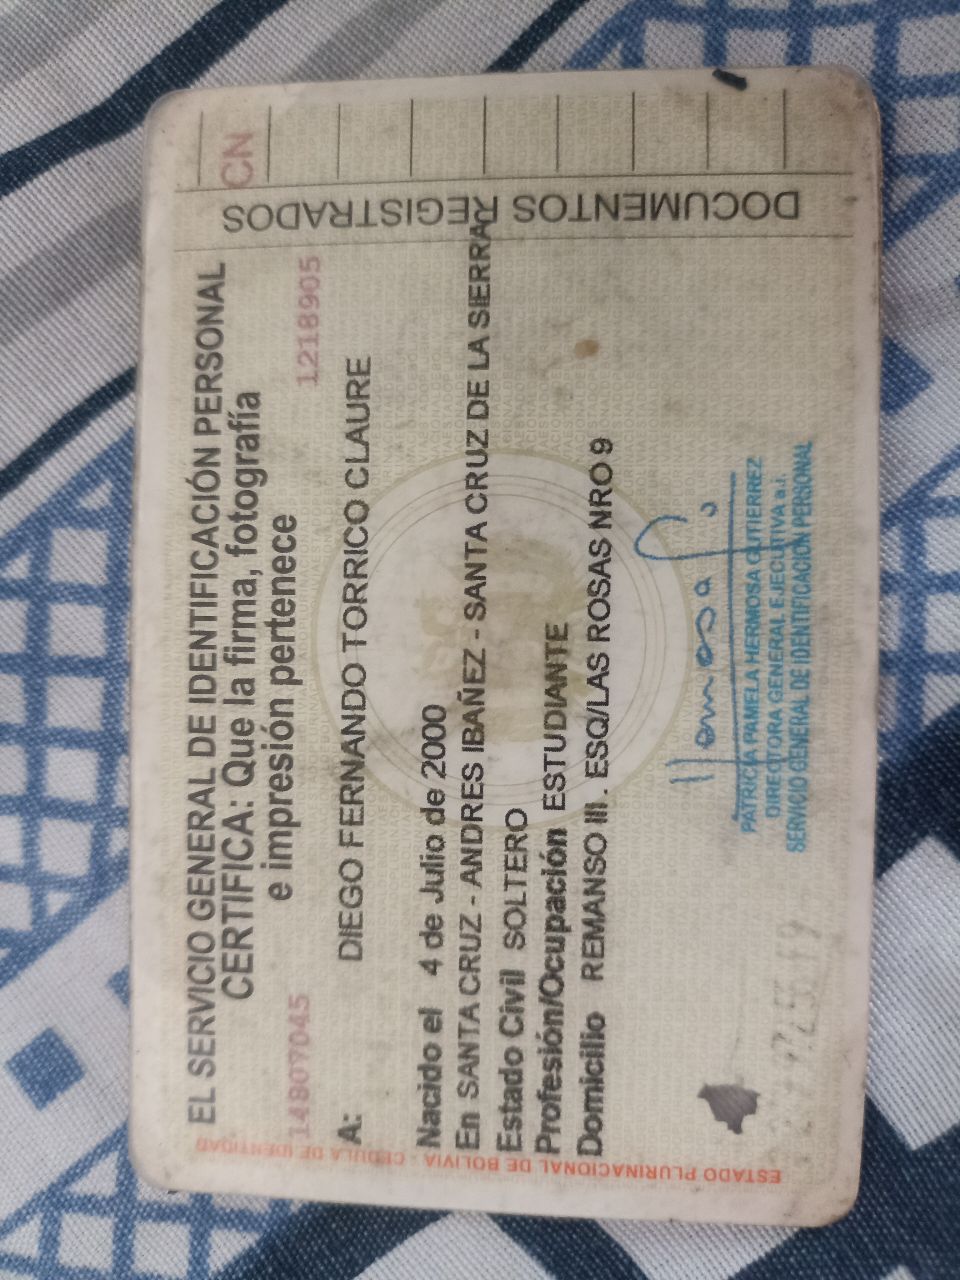 EL SERVICIO GENERAL DE IDENTIFICACIÓN PERSONAL
CERTIFICA: Que la firma, fotografía
e impresión pertenece
14807045 1218905
A: DIEGO FERNANDO TORRICO CLAURE
Nacido el 4 de Julio de 2000
En SANTA CRUZ - ANDRES IBAÑEZ - SANTA CRUZ DE LA SIERRA
Estado Civil SOLTERO
Profesión/Ocupación ESTUDIANTE
Domicilio REMANSO III . ESQ/LAS ROSAS NRO 9
PATRICIA PAMELA HERMOSA GUTIERREZ
DIRECTORA GENERAL EJECUTIVA a.i.
SERVICIO GENERAL DE IDENTIFICACIÓN PERSONAL
DOCUMENTOS REGISTRADOS
CN
ESTADO PLURINACIONAL DE BOLIVIA - CEDULA DE IDENTIDAD